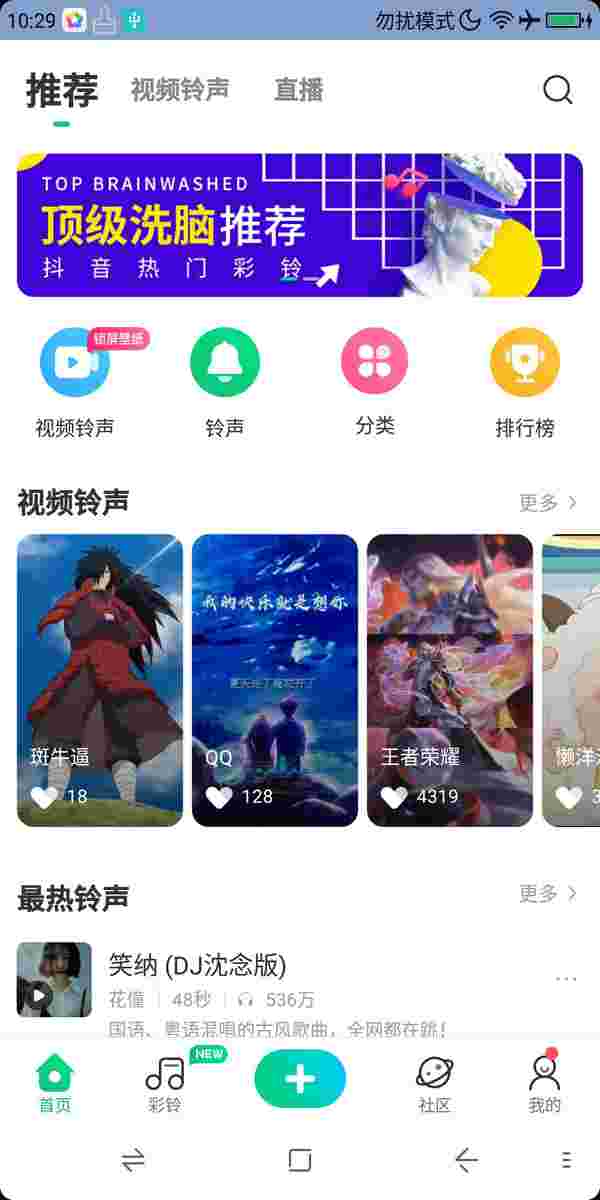 10:29 勿扰模式
推荐 视频铃声 直播
TOP BRAINWASHED
顶级洗脑推荐
抖音热门彩铃
锁屏壁纸
视频铃声 铃声 分类 排行榜
视频铃声 更多
我的快乐就是想你
斑牛逼 QQ 王者荣耀 懒洋
18 128 4319 3
最热铃声 更多
笑纳 (DJ沈念版)
花僮 48秒 536万
国语、粤语混唱的古风歌曲,全网都在跳!
NEW
首页 彩铃 社区 我的